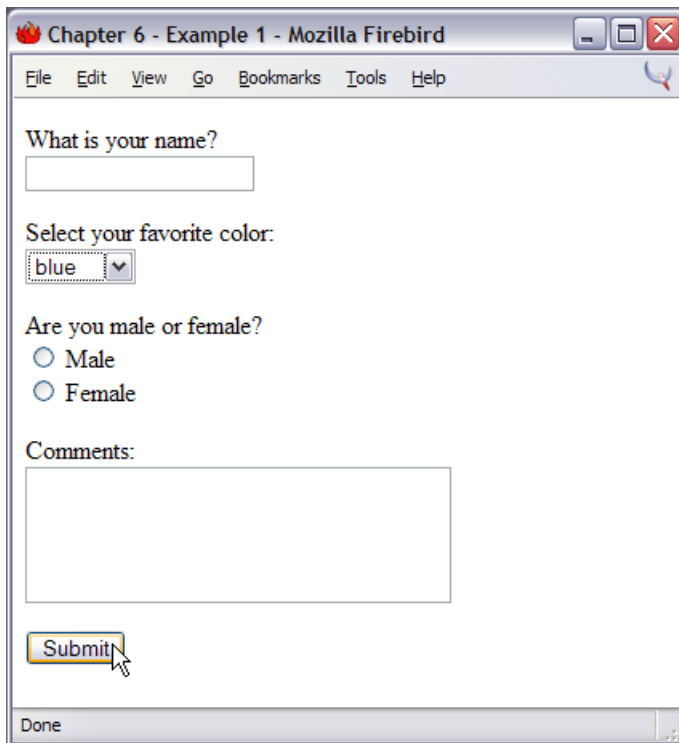 Chapter 6 - Example 1 - Mozilla Firebird
File Edit View Go Bookmarks Tools Help
What is your name?
Select your favorite color:
blue
Are you male or female?
Male
Female
Comments:
Submit
Done